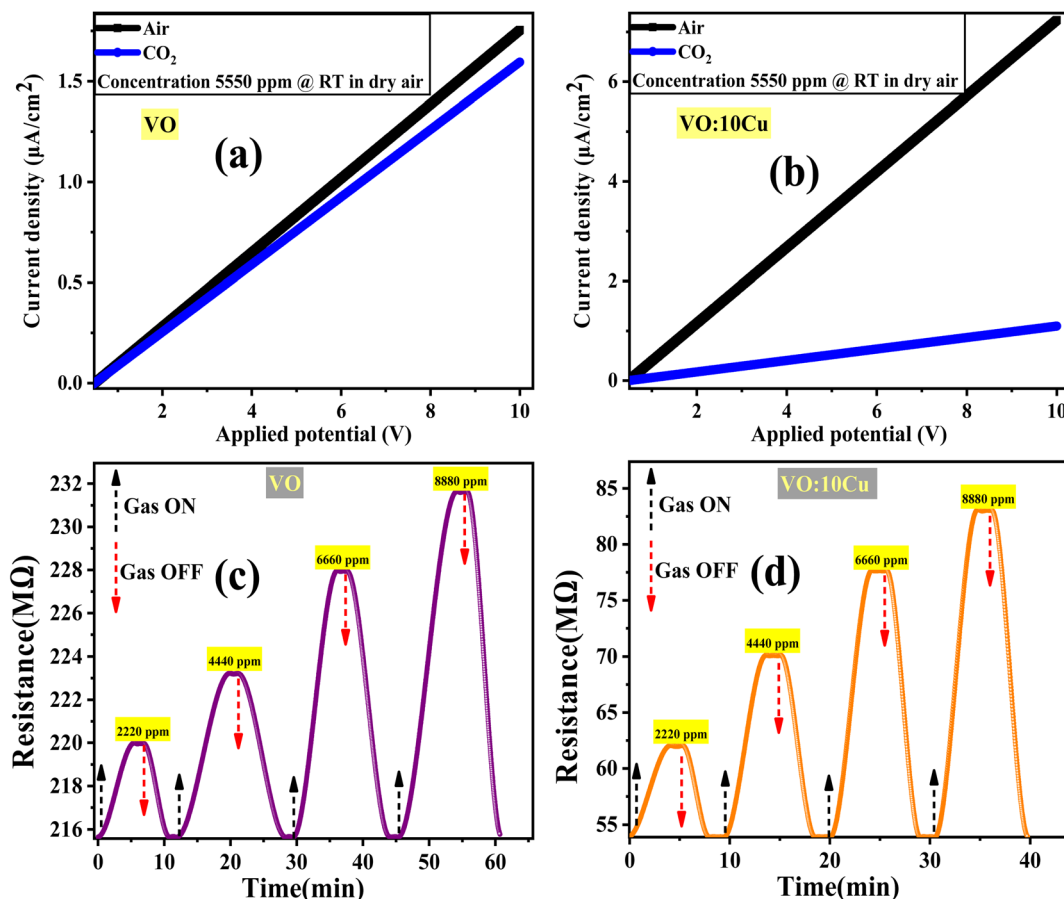 Air
CO₂
Concentration 5550 ppm @ RT in dry air
VO
(a)
Current density (μA/cm²)
1.5
1.0
0.5
0.0
2 4 6 8 10
Applied potential (V)
Air
CO₂
Concentration 5550 ppm @ RT in dry air
VO:10Cu
(b)
Current density (μA/cm²)
6
4
2
0
2 4 6 8 10
Applied potential (V)
VO
Gas ON
Gas OFF
(c)
2220 ppm
4440 ppm
6660 ppm
8880 ppm
Resistance(MΩ)
232
230
228
226
224
222
220
218
216
0 10 20 30 40 50 60
Time(min)
VO:10Cu
Gas ON
Gas OFF
(d)
2220 ppm
4440 ppm
6660 ppm
8880 ppm
Resistance(MΩ)
85
80
75
70
65
60
55
0 10 20 30 40
Time(min)